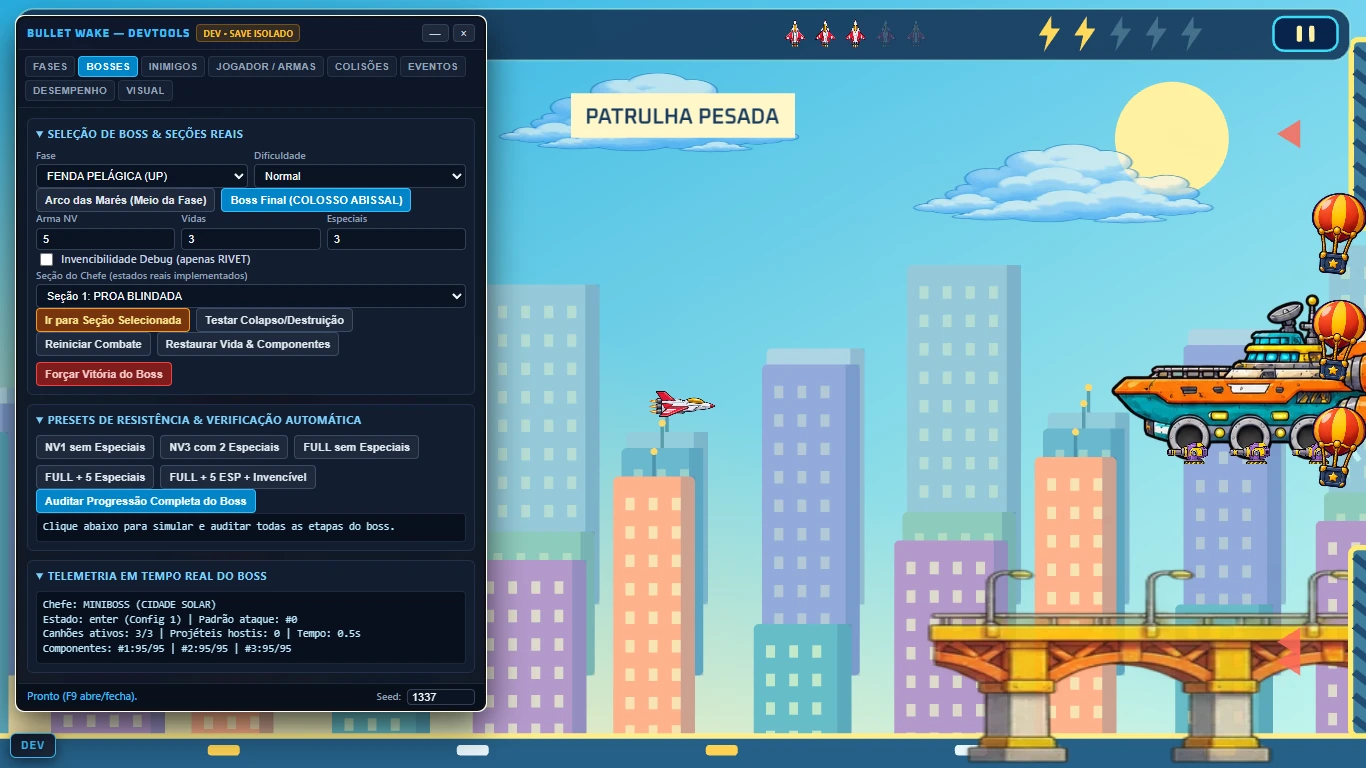 BULLET WAKE — DEVTOOLS DEV • SAVE ISOLADO — ×
FASES BOSSES INIMIGOS JOGADOR / ARMAS COLISÕES EVENTOS
DESEMPENHO VISUAL
▼ SELEÇÃO DE BOSS & SEÇÕES REAIS
Fase Dificuldade
FENDA PELÁGICA (UP) Normal
Arco das Marés (Meio da Fase) Boss Final (COLOSSO ABISSAL)
Arma NV Vidas Especiais
5 3 3
Invencibilidade Debug (apenas RIVET)
Seção do Chefe (estados reais implementados)
Seção 1: PROA BLINDADA
Ir para Seção Selecionada Testar Colapso/Destruição
Reiniciar Combate Restaurar Vida & Componentes
Forçar Vitória do Boss
▼ PRESETS DE RESISTÊNCIA & VERIFICAÇÃO AUTOMÁTICA
NV1 sem Especiais NV3 com 2 Especiais FULL sem Especiais
FULL + 5 Especiais FULL + 5 ESP + Invencível
Auditar Progressão Completa do Boss
Clique abaixo para simular e auditar todas as etapas do boss.
▼ TELEMETRIA EM TEMPO REAL DO BOSS
Chefe: MINIBOSS (CIDADE SOLAR)
Estado: enter (Config 1) | Padrão ataque: #0
Canhões ativos: 3/3 | Projéteis hostis: 0 | Tempo: 0.5s
Componentes: #1:95/95 | #2:95/95 | #3:95/95
Pronto (F9 abre/fecha). Seed: 1337
DEV
PATRULHA PESADA